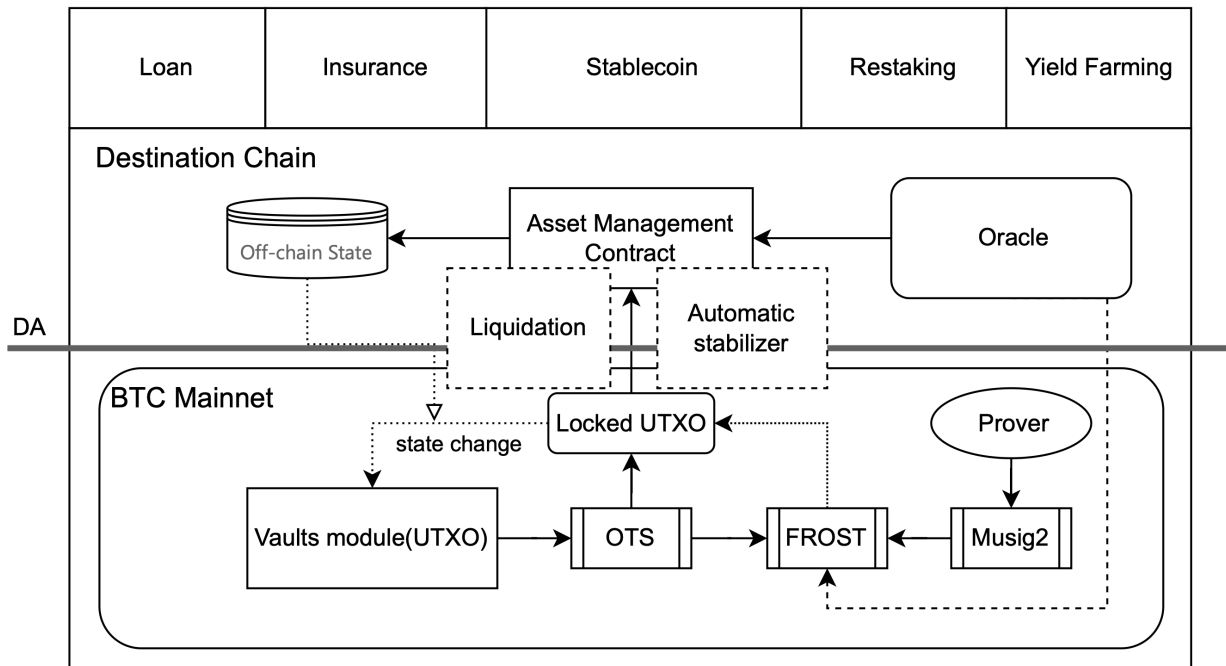 Loan
Insurance
Stablecoin
Restaking
Yield Farming
Destination Chain
Off-chain State
Asset Management
Contract
Oracle
DA
Liquidation
Automatic
stabilizer
BTC Mainnet
Locked UTXO
Prover
state change
Vaults module(UTXO)
OTS
FROST
Musig2